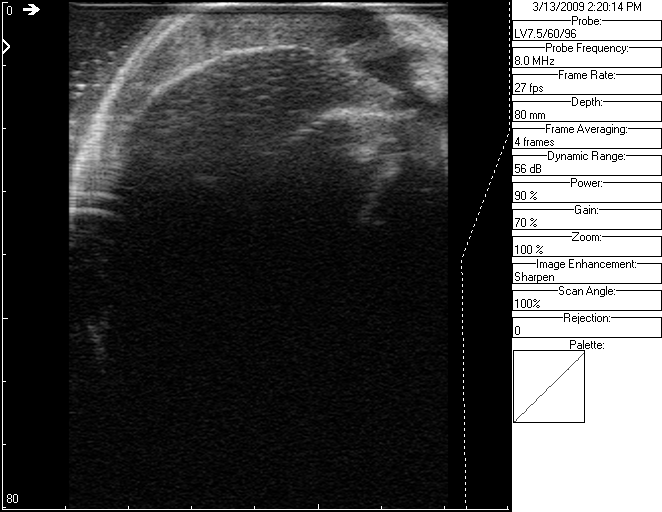 0
80
3/13/2009 2:20:14 PM
Probe:
LV7.5/60/96
Probe Frequency:
8.0 MHz
Frame Rate:
27 fps
Depth:
80 mm
Frame Averaging:
4 frames
Dynamic Range:
56 dB
Power:
90 %
Gain:
70 %
Zoom:
100 %
Image Enhancement:
Sharpen
Scan Angle:
100%
Rejection:
0
Palette: